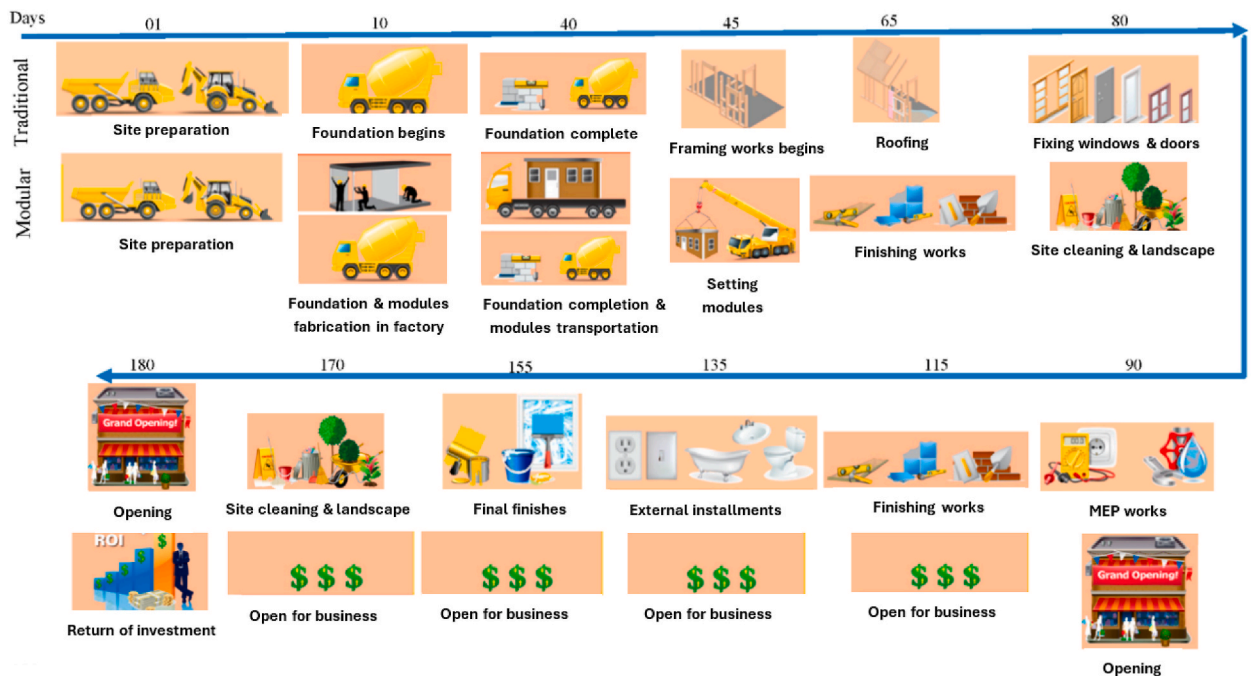 Days 01 10 40 45 65 80
Traditional
Site preparation
Foundation begins
Foundation complete
Framing works begins
Roofing
Fixing windows & doors
Modular
Site preparation
Foundation & modules
fabrication in factory
Foundation completion &
modules transportation
Setting
modules
Finishing works
Site cleaning & landscape
180 170 155 135 115 90
Grand Opening!
Opening
Site cleaning & landscape
Final finishes
External installments
Finishing works
MEP works
ROI $
$ $ $
$ $ $
$ $ $
$ $ $
Grand Opening!
Return of investment
Open for business
Open for business
Open for business
Open for business
Opening